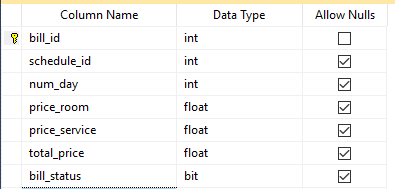 Column Name Data Type Allow Nulls
bill_id int
schedule_id int
num_day int
price_room float
price_service float
total_price float
bill_status bit